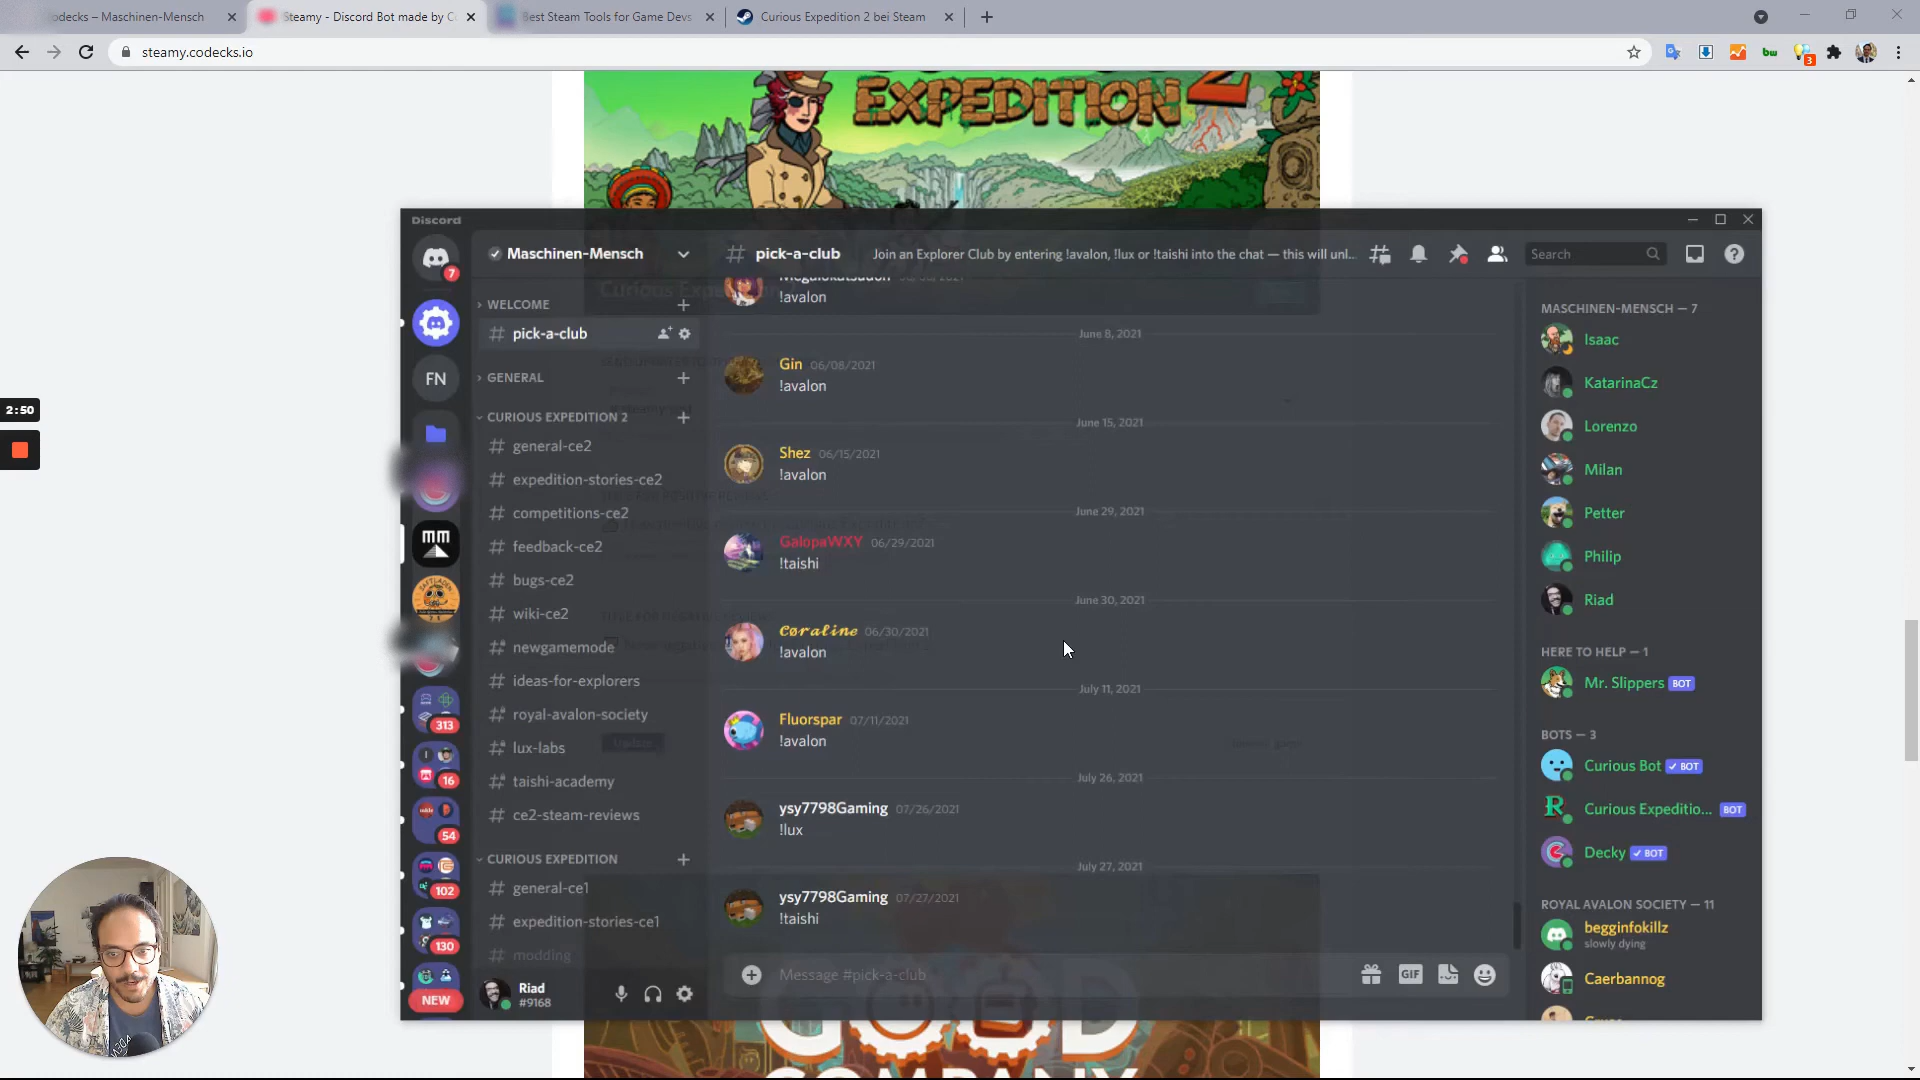 odecks – Maschinen-Mensch
Steamy - Discord Bot made by Co
Best Steam Tools for Game Devs
Curious Expedition 2 bei Steam
steamy.codecks.io
3
EXPEDITION 2
Discord
Maschinen-Mensch
pick-a-club
Join an Explorer Club by entering !avalon, !lux or !taishi into the chat — this will unl...
Search
7
FN
MM
313
16
54
102
130
NEW
WELCOME
pick-a-club
GENERAL
CURIOUS EXPEDITION 2
general-ce2
expedition-stories-ce2
competitions-ce2
feedback-ce2
bugs-ce2
wiki-ce2
newgamemode
ideas-for-explorers
royal-avalon-society
lux-labs
taishi-academy
ce2-steam-reviews
CURIOUS EXPEDITION
general-ce1
expedition-stories-ce1
modding
Riad
#9168
!avalon
June 8, 2021
Gin 06/08/2021
!avalon
June 15, 2021
Shez 06/15/2021
!avalon
June 29, 2021
GalopaWXY 06/29/2021
!taishi
June 30, 2021
Cøraline 06/30/2021
!avalon
July 11, 2021
Fluorspar 07/11/2021
!avalon
July 26, 2021
ysy7798Gaming 07/26/2021
!lux
July 27, 2021
ysy7798Gaming 07/27/2021
!taishi
Message #pick-a-club
GIF
MASCHINEN-MENSCH — 7
Isaac
KatarinaCz
Lorenzo
Milan
Petter
Philip
Riad
HERE TO HELP — 1
Mr. Slippers BOT
BOTS — 3
Curious Bot BOT
Curious Expeditio... BOT
Decky BOT
ROYAL AVALON SOCIETY — 11
begginfokillz
slowly dying
Caerbannog
2:50
Update
COMPANY